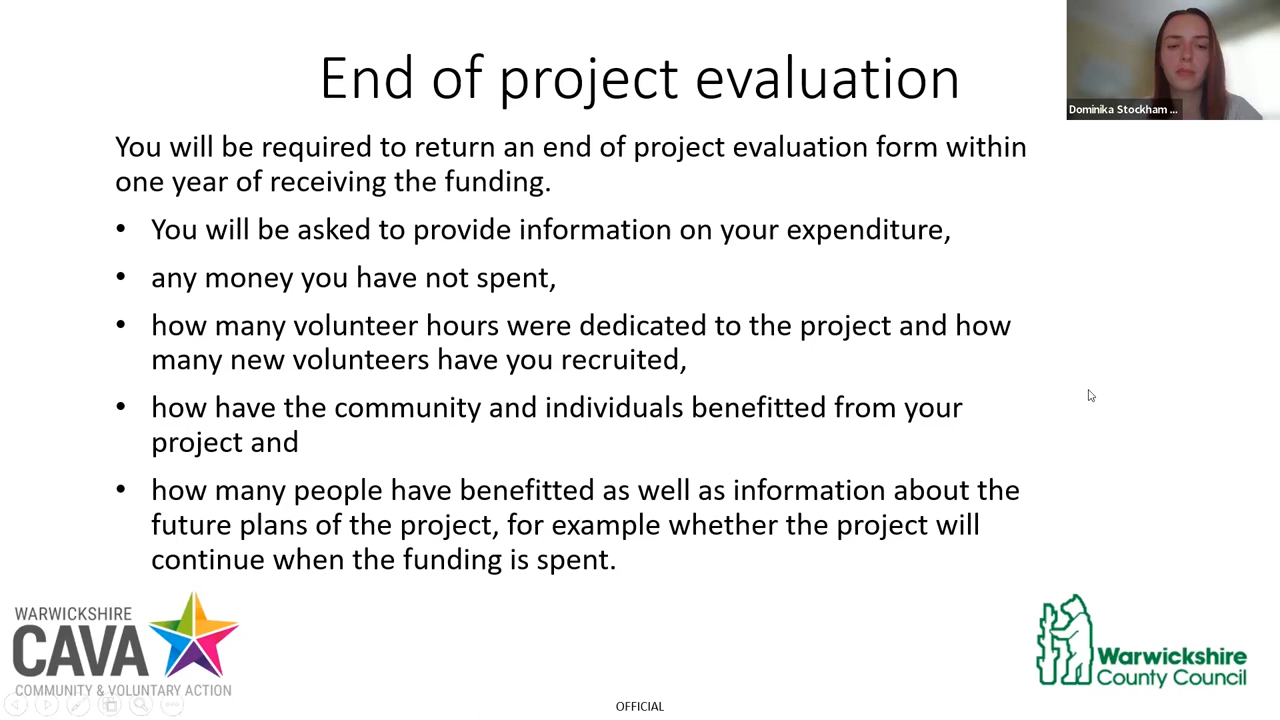 End of project evaluation
Dominika Stockham ...
You will be required to return an end of project evaluation form within
one year of receiving the funding.
• You will be asked to provide information on your expenditure,
• any money you have not spent,
• how many volunteer hours were dedicated to the project and how
many new volunteers have you recruited,
• how have the community and individuals benefitted from your
project and
• how many people have benefitted as well as information about the
future plans of the project, for example whether the project will
continue when the funding is spent.
WARWICKSHIRE
CAVA
COMMUNITY & VOLUNTARY ACTION
Warwickshire
County Council
OFFICIAL